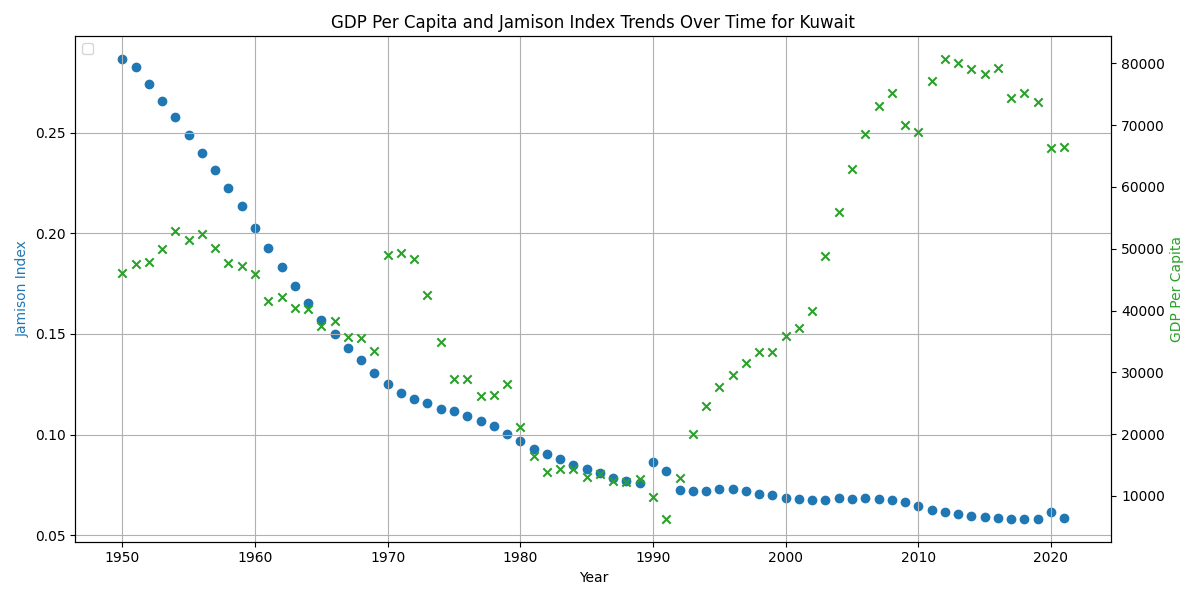 GDP Per Capita and Jamison Index Trends Over Time for Kuwait
0.25
0.20
0.15
0.10
0.05
Jamison Index
80000
70000
60000
50000
40000
30000
20000
10000
GDP Per Capita
1950 1960 1970 1980 1990 2000 2010 2020
Year